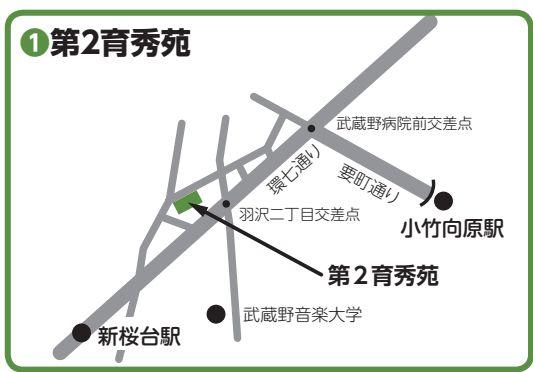 ❶第2育秀苑
武蔵野病院前交差点
環七通り
要町通り
羽沢二丁目交差点
小竹向原駅
第2育秀苑
武蔵野音楽大学
新桜台駅